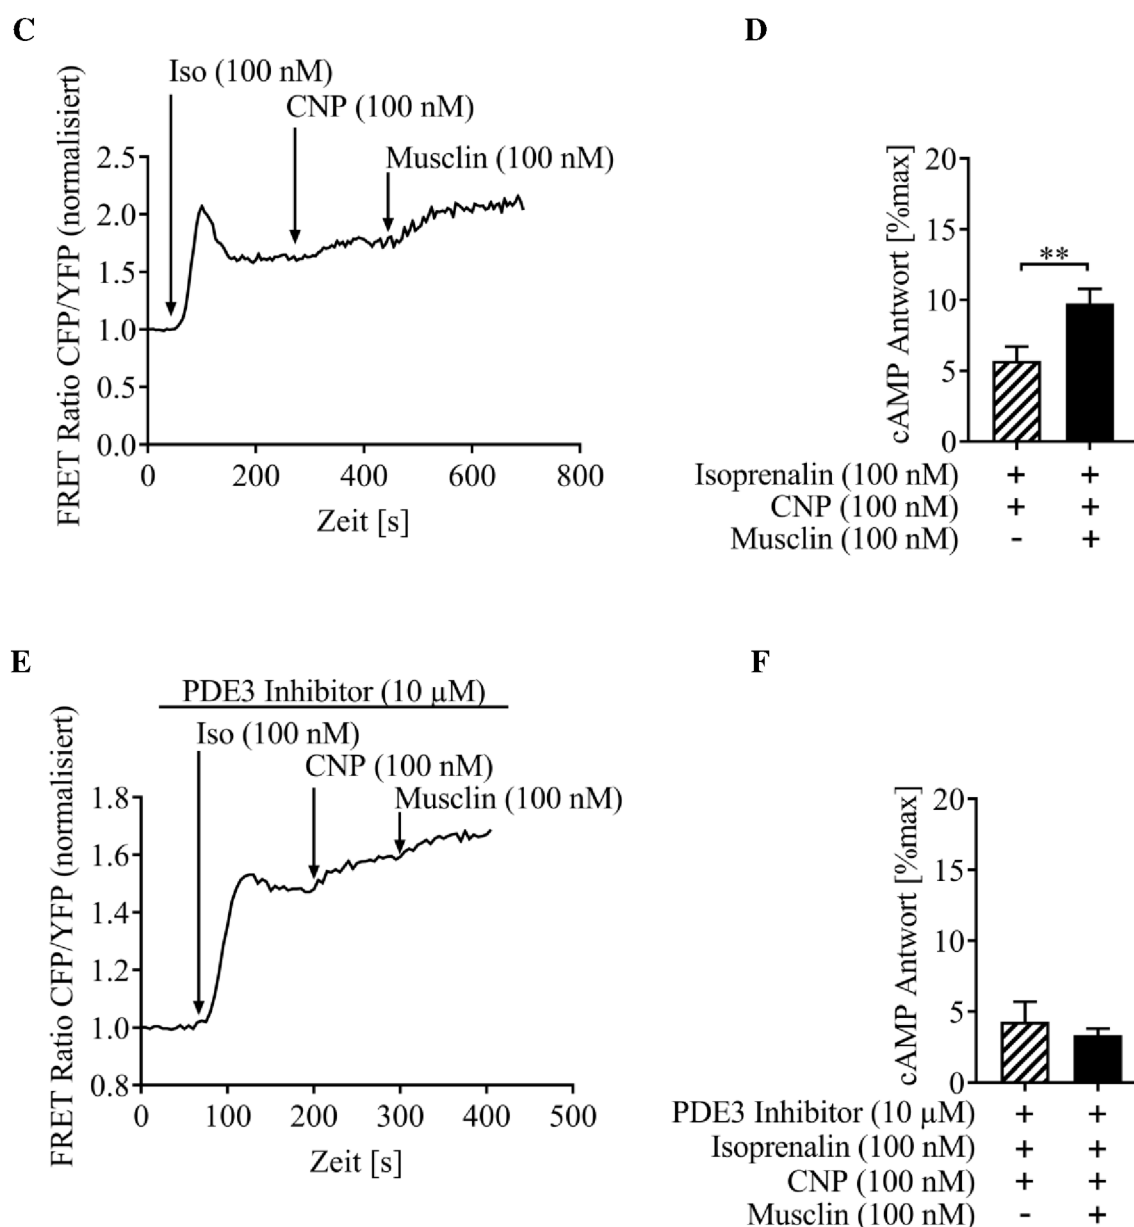 C
Iso (100 nM)
CNP (100 nM)
Musclin (100 nM)
FRET Ratio CFP/YFP (normalisiert)
2.5
2.0
1.5
1.0
0.5
0.0
0 200 400 600 800
Zeit [s]
D
cAMP Antwort [%max]
20
15
10
5
0
**
Isoprenalin (100 nM) + +
CNP (100 nM) + +
Musclin (100 nM) - +
E
PDE3 Inhibitor (10 µM)
Iso (100 nM)
CNP (100 nM)
Musclin (100 nM)
FRET Ratio CFP/YFP (normalisiert)
1.8
1.6
1.4
1.2
1.0
0.8
0 100 200 300 400 500
Zeit [s]
F
cAMP Antwort [%max]
20
15
10
5
0
PDE3 Inhibitor (10 µM) + +
Isoprenalin (100 nM) + +
CNP (100 nM) + +
Musclin (100 nM) - +